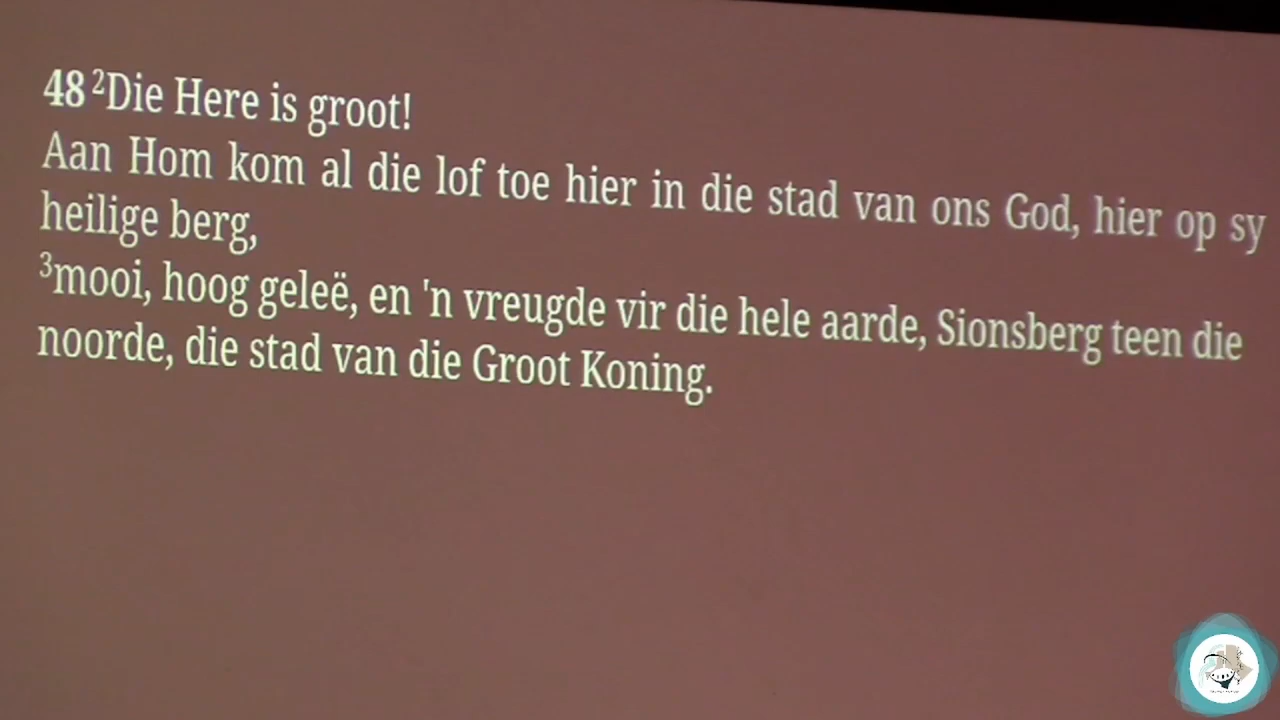 48 ²Die Here is groot!
Aan Hom kom al die lof toe hier in die stad van ons God, hier op sy
heilige berg,
³mooi, hoog geleë, en 'n vreugde vir die hele aarde, Sionsberg teen die
noorde, die stad van die Groot Koning.